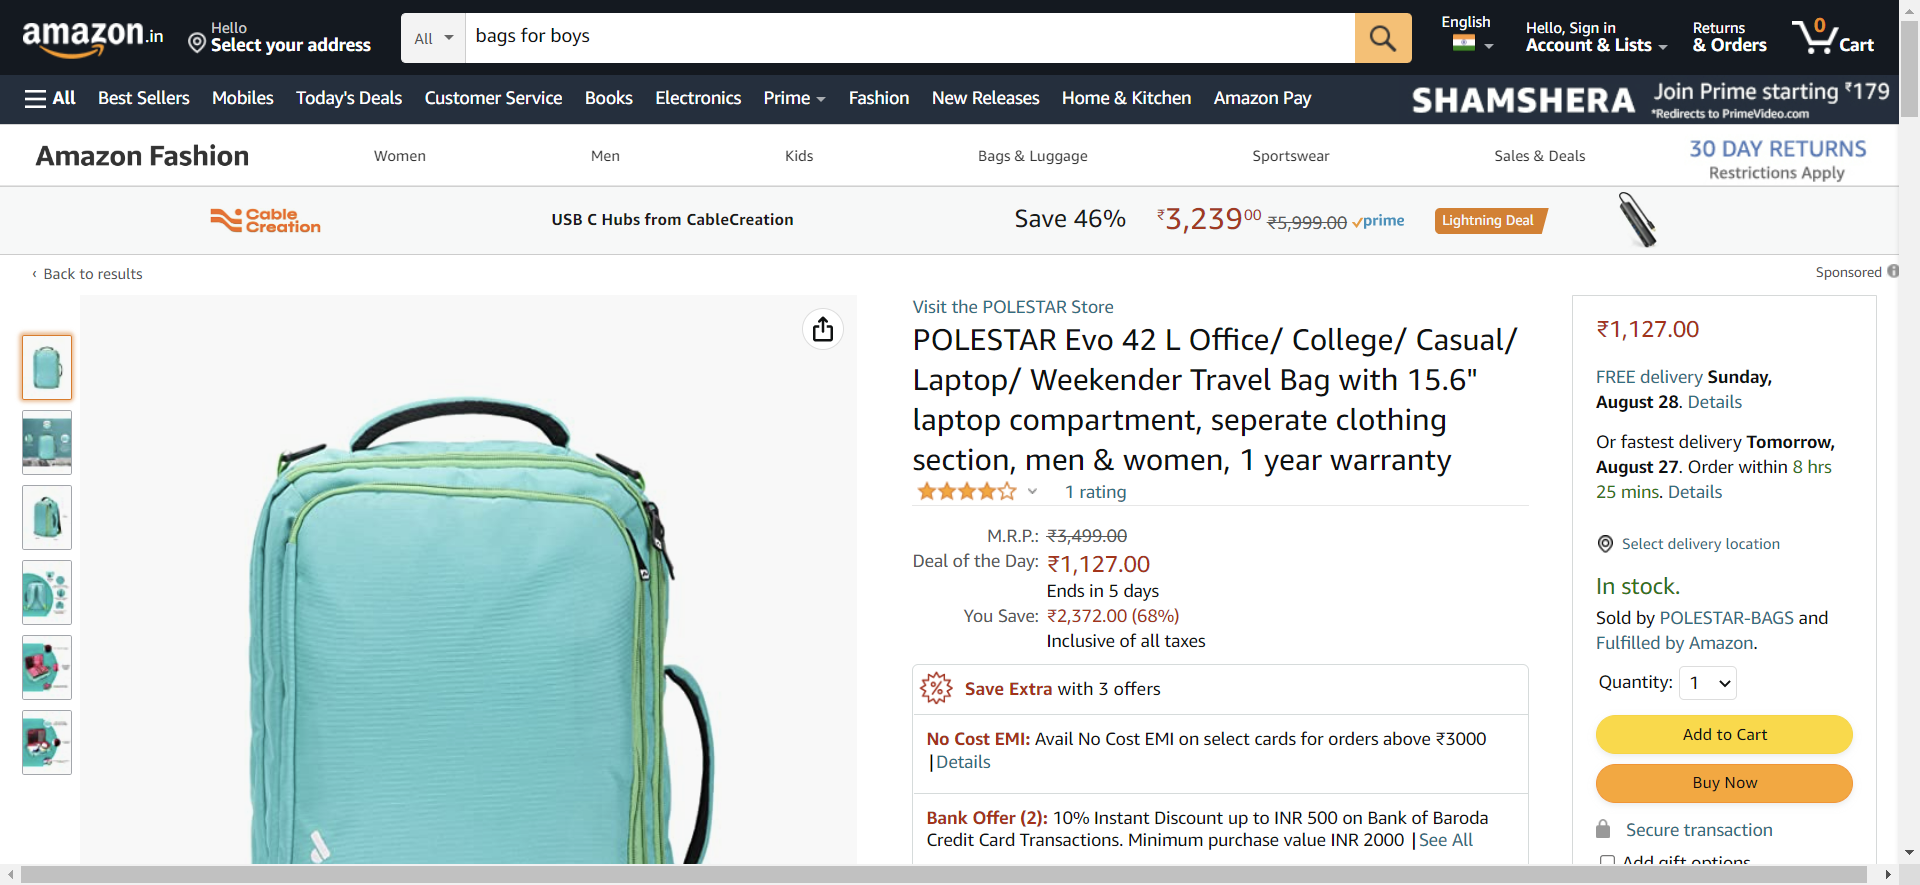 amazon.in
Hello
Select your address
All
bags for boys
English
Hello, Sign in
Account & Lists
Returns
& Orders
0
Cart
All
Best Sellers
Mobiles
Today's Deals
Customer Service
Books
Electronics
Prime
Fashion
New Releases
Home & Kitchen
Amazon Pay
SHAMSHERA
Join Prime starting ₹179
*Redirects to PrimeVideo.com
Amazon Fashion
Women
Men
Kids
Bags & Luggage
Sportswear
Sales & Deals
30 DAY RETURNS
Restrictions Apply
Cable
Creation
USB C Hubs from CableCreation
Save 46%
₹3,23900
₹5,999.00
prime
Lightning Deal
‹ Back to results
Sponsored
Visit the POLESTAR Store
POLESTAR Evo 42 L Office/ College/ Casual/
Laptop/ Weekender Travel Bag with 15.6"
laptop compartment, seperate clothing
section, men & women, 1 year warranty
1 rating
M.R.P.: ₹3,499.00
Deal of the Day: ₹1,127.00
Ends in 5 days
You Save: ₹2,372.00 (68%)
Inclusive of all taxes
Save Extra with 3 offers
No Cost EMI: Avail No Cost EMI on select cards for orders above ₹3000
|Details
Bank Offer (2): 10% Instant Discount up to INR 500 on Bank of Baroda
Credit Card Transactions. Minimum purchase value INR 2000 |See All
₹1,127.00
FREE delivery Sunday,
August 28. Details
Or fastest delivery Tomorrow,
August 27. Order within 8 hrs
25 mins. Details
Select delivery location
In stock.
Sold by POLESTAR-BAGS and
Fulfilled by Amazon.
Quantity: 1
Add to Cart
Buy Now
Secure transaction
Add gift options